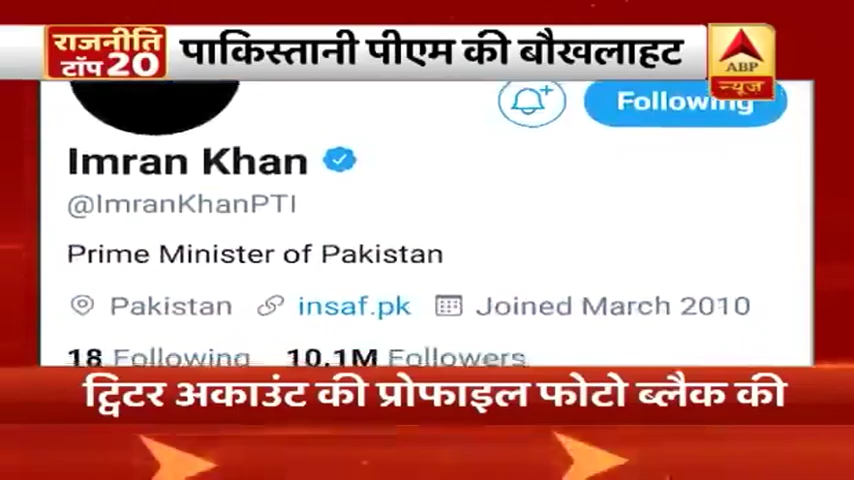 राजनीति
टॉप 20
पाकिस्तानी पीएम की बौखलाहट
ABP
न्यूज़
Following
Imran Khan
@ImranKhanPTI
Prime Minister of Pakistan
Pakistan insaf.pk Joined March 2010
18 Following 10.1M Followers
ट्विटर अकाउंट की प्रोफाइल फोटो ब्लैक की